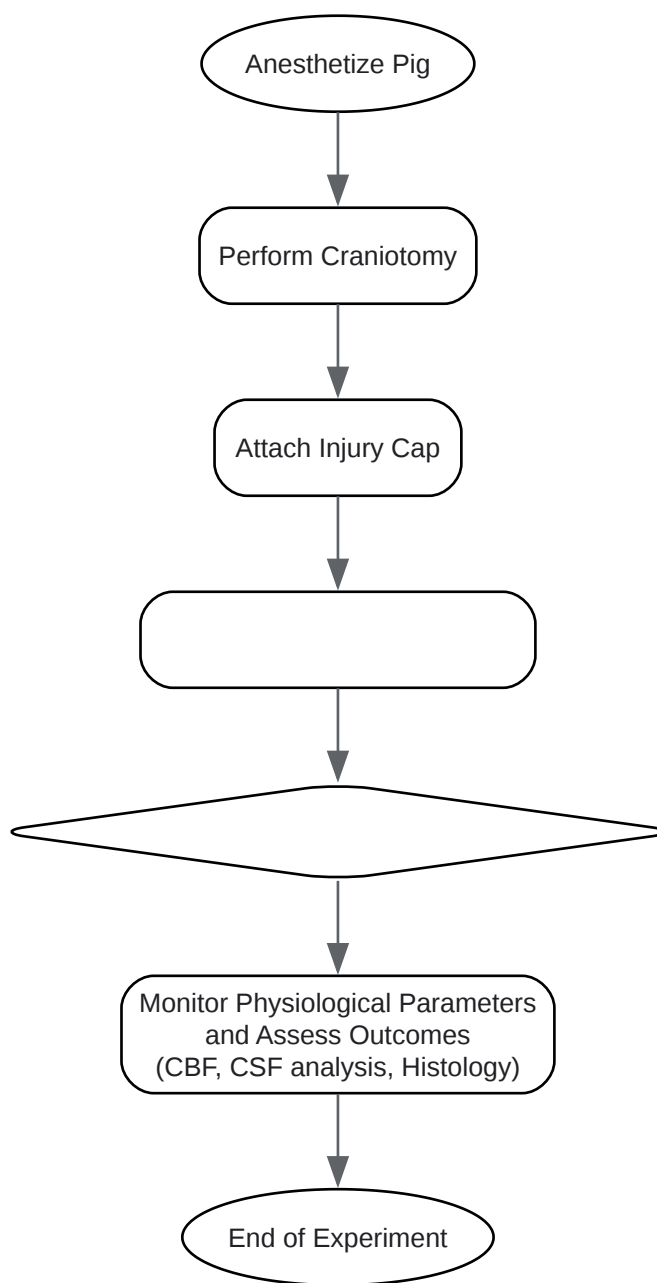 Anesthetize Pig
Perform Craniotomy
Attach Injury Cap
Monitor Physiological Parameters
and Assess Outcomes
(CBF, CSF analysis, Histology)
End of Experiment